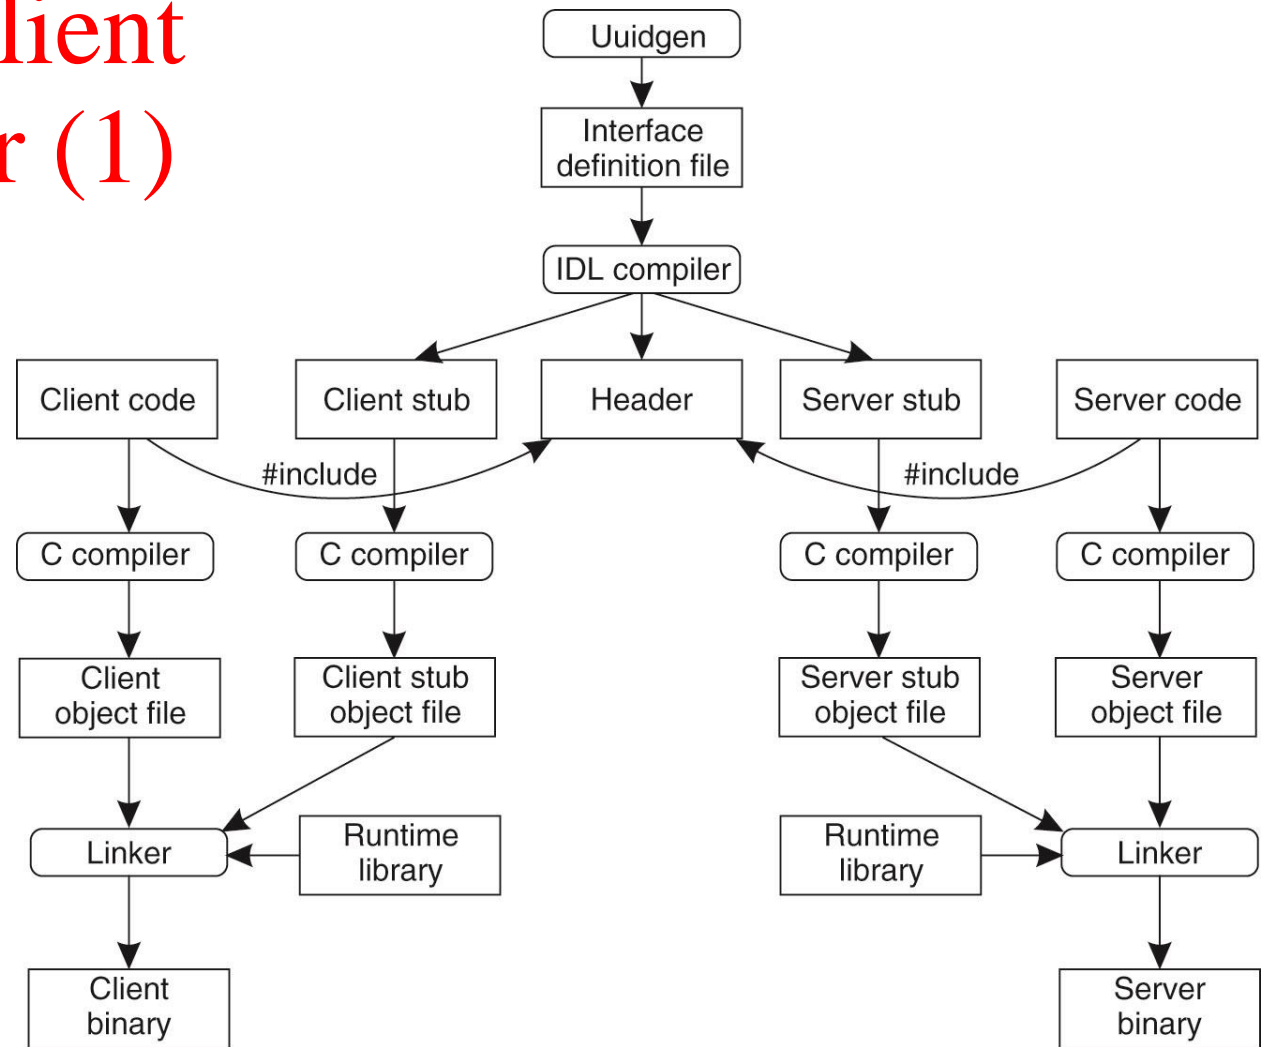 lient
r (1)
Uuidgen
Interface
definition file
IDL compiler
Client code
Client stub
Header
Server stub
Server code
#include
#include
C compiler
C compiler
C compiler
C compiler
Client
object file
Client stub
object file
Server stub
object file
Server
object file
Linker
Runtime
library
Runtime
library
Linker
Client
binary
Server
binary